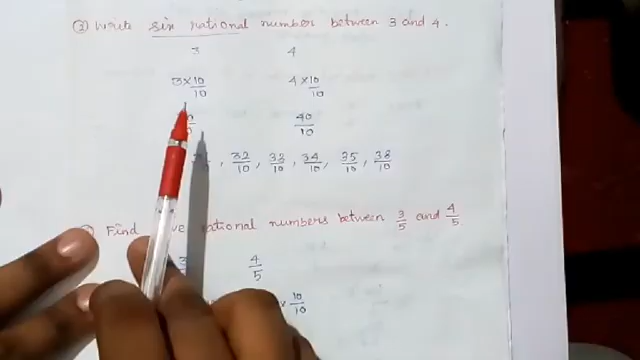 ③ Write six rational number between 3 and 4.
3 4
3 × 10/10 4 × 10/10
40/10
, 32/10 , 33/10 , 34/10 , 35/10 , 38/10
Find rational numbers between 3/5 and 4/5
4/5
× 10/10